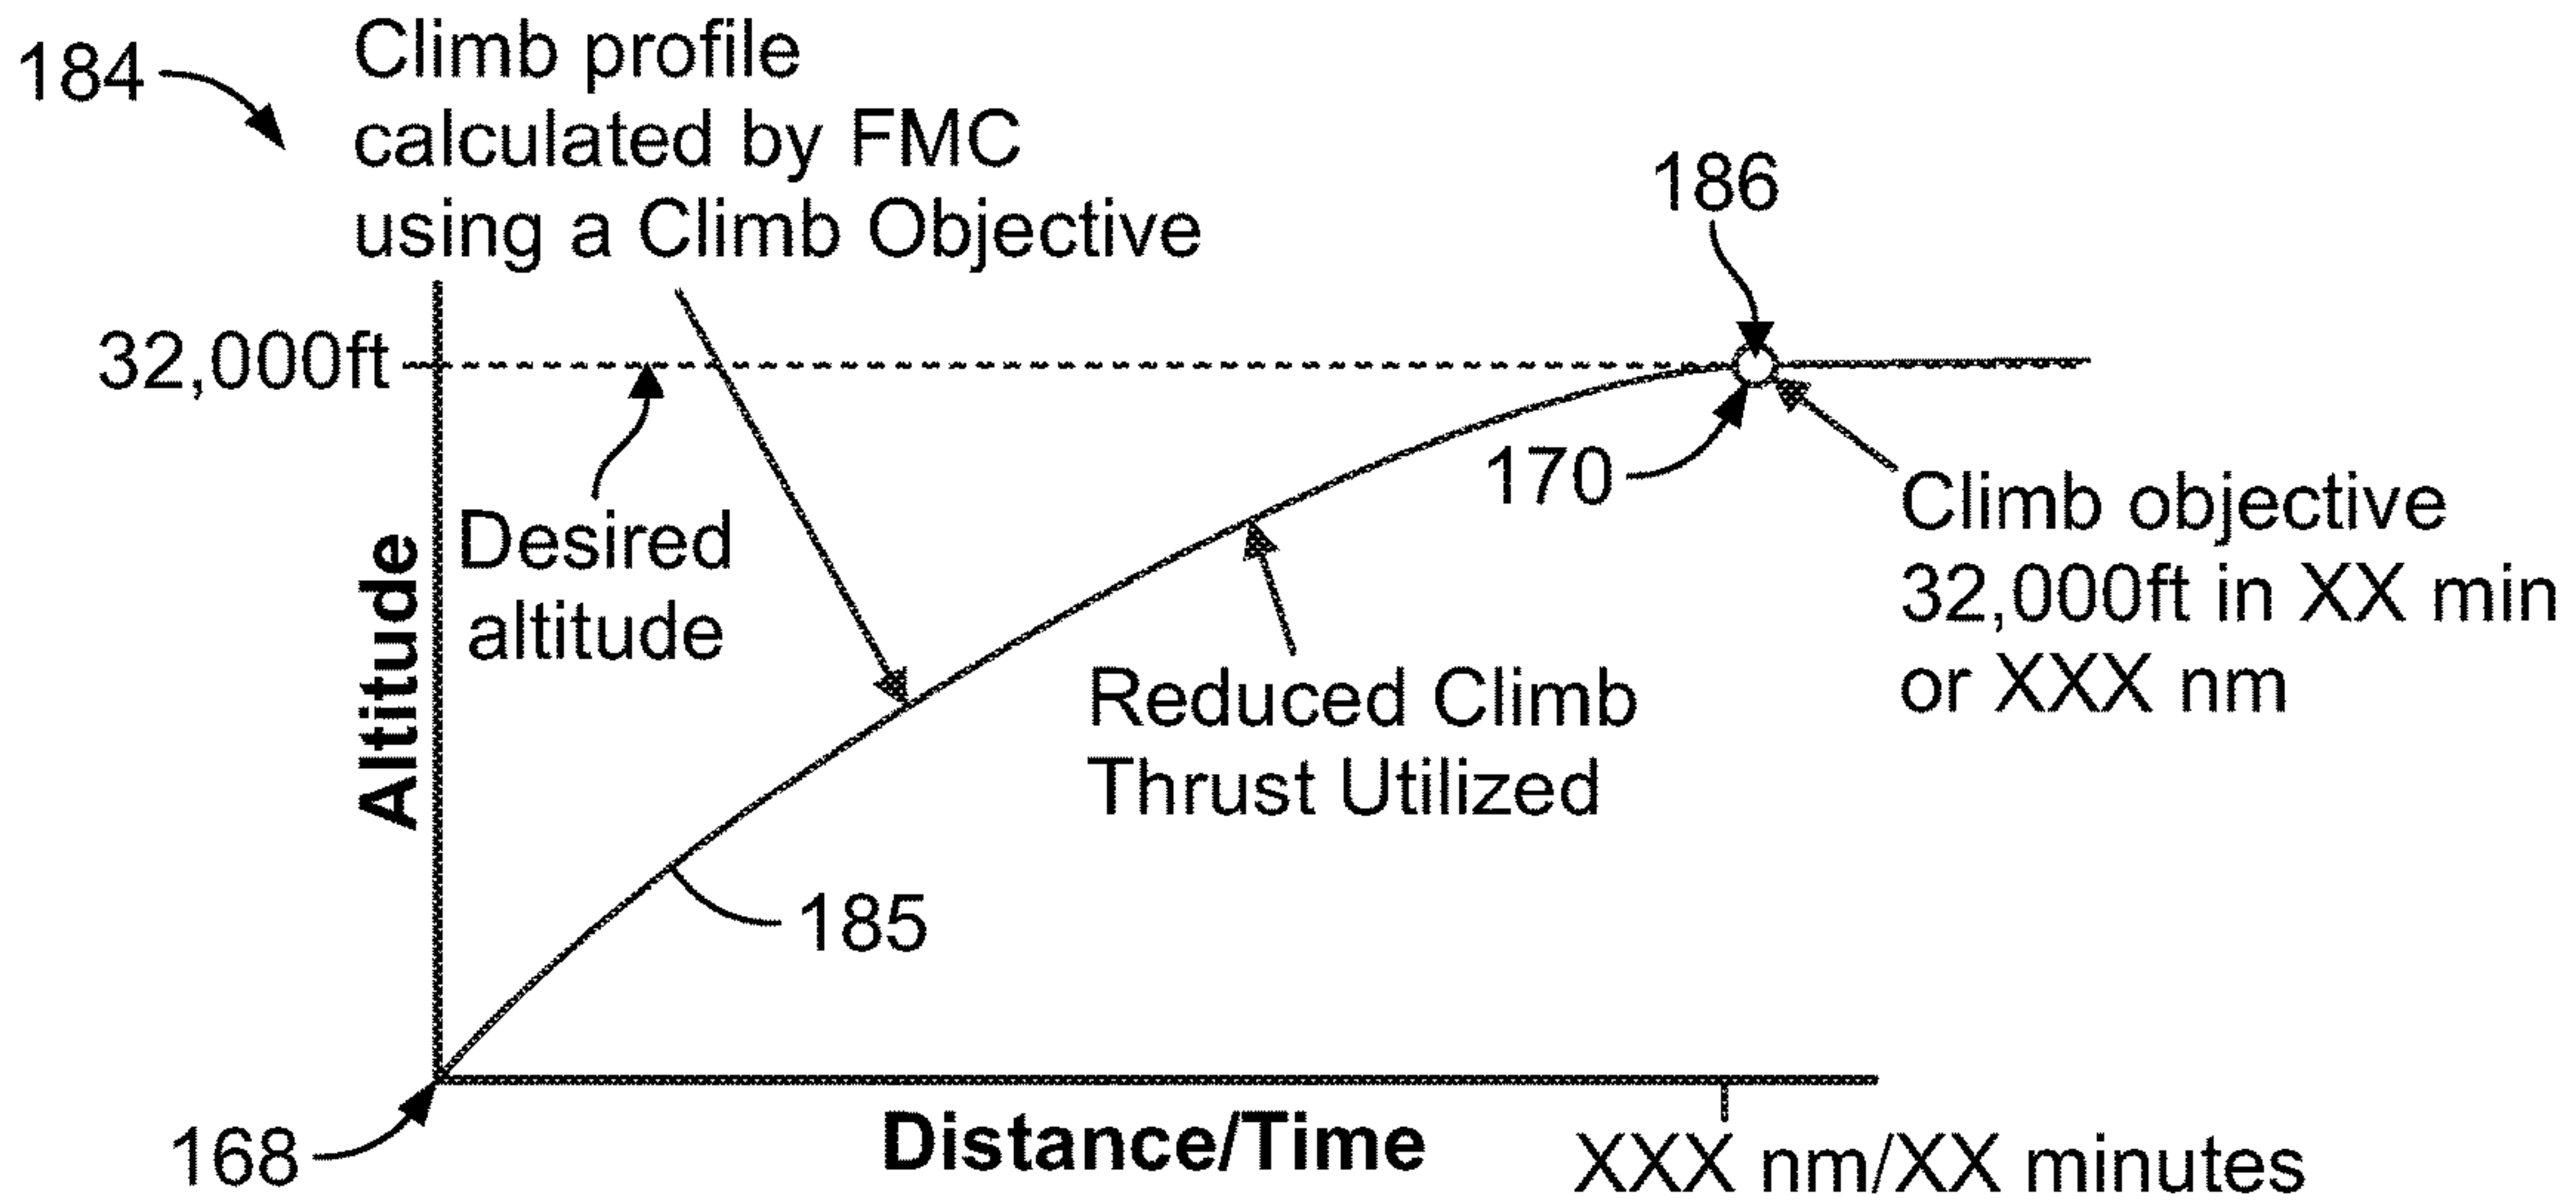 184
Climb profile
calculated by FMC
using a Climb Objective
186
32,000ft
170
Desired
altitude
Climb objective
32,000ft in XX min
or XXX nm
Altitude
Reduced Climb
Thrust Utilized
185
168
Distance/Time
XXX nm/XX minutes